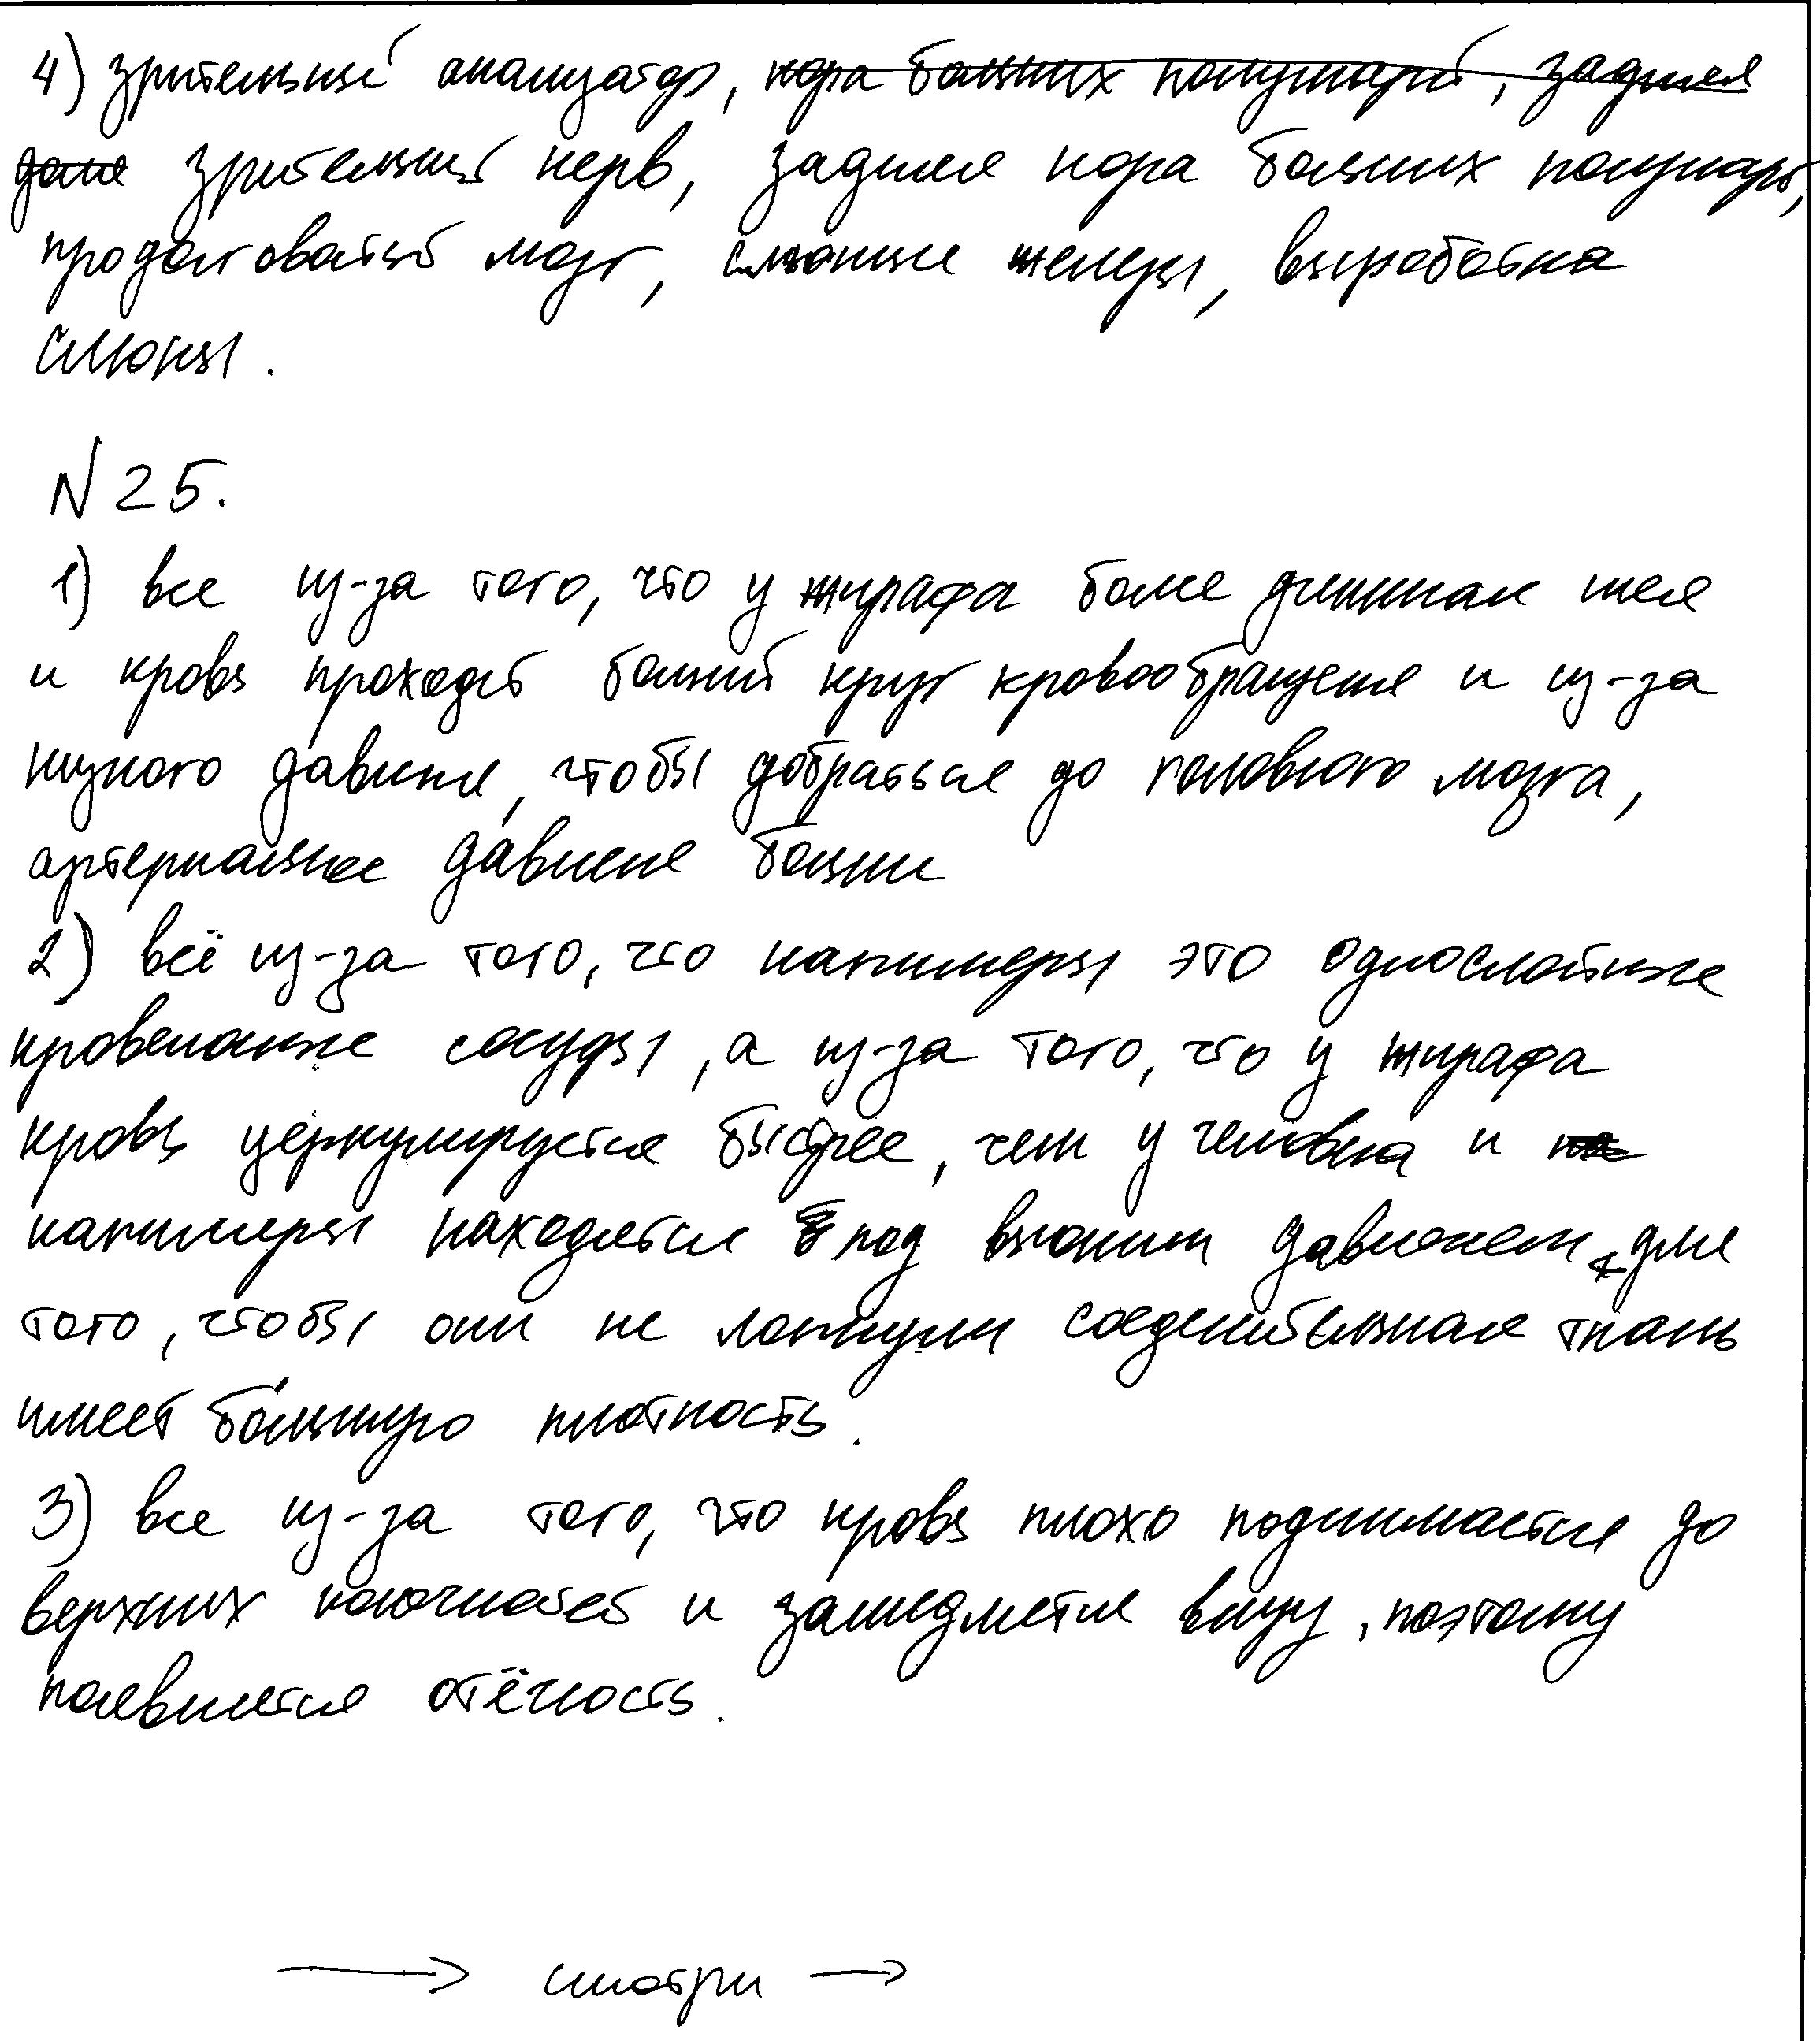 4) зрительный анализатор, кора больших полушарий, задняя
доля зрительный нерв, задняя кора больших полушарий,
продолговатый мозг, слюнные железы, выработка
слюны.
N 25.
1) все из-за того, что у жирафа более длинная шея
и кровь проходит больший круг кровообращения и из-за
нужного давления, чтобы добраться до головного мозга,
артериальное давление больше
2) всё из-за того, что капилляры это однослойные
кровеносные сосуды, а из-за того, что у жирафа
кровь церкулируется быстрее, чем у человека и
капилляры находятся под высоким давлением, для
того, чтобы они не лопнули соеденительная ткань
имеет большую плотность.
3) все из-за того, что кровь плохо поднимается до
верхних конечностей и замедляется внизу, поэтому
появляется отёчность.
→ смотри →